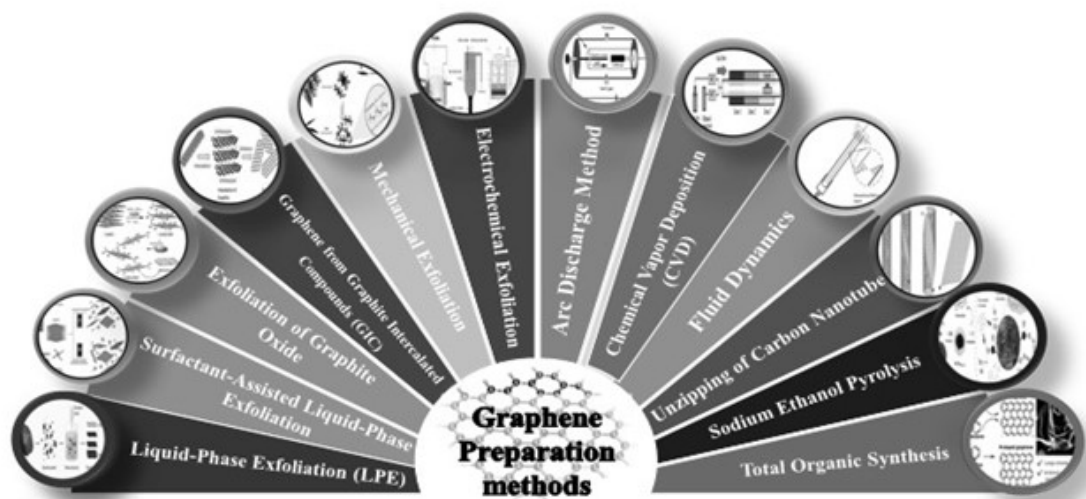 Liquid-Phase Exfoliation (LPE)
Surfactant-Assisted Liquid-Phase
Exfoliation
Exfoliation of Graphite
Oxide
Graphene from Graphite Intercalated
Compounds (GIC)
Mechanical Exfoliation
Electrochemical Exfoliation
Arc Discharge Method
Chemical Vapor Deposition
(CVD)
Fluid Dynamics
Unzipping of Carbon Nanotube
Sodium Ethanol Pyrolysis
Total Organic Synthesis
Graphene
Preparation
methods